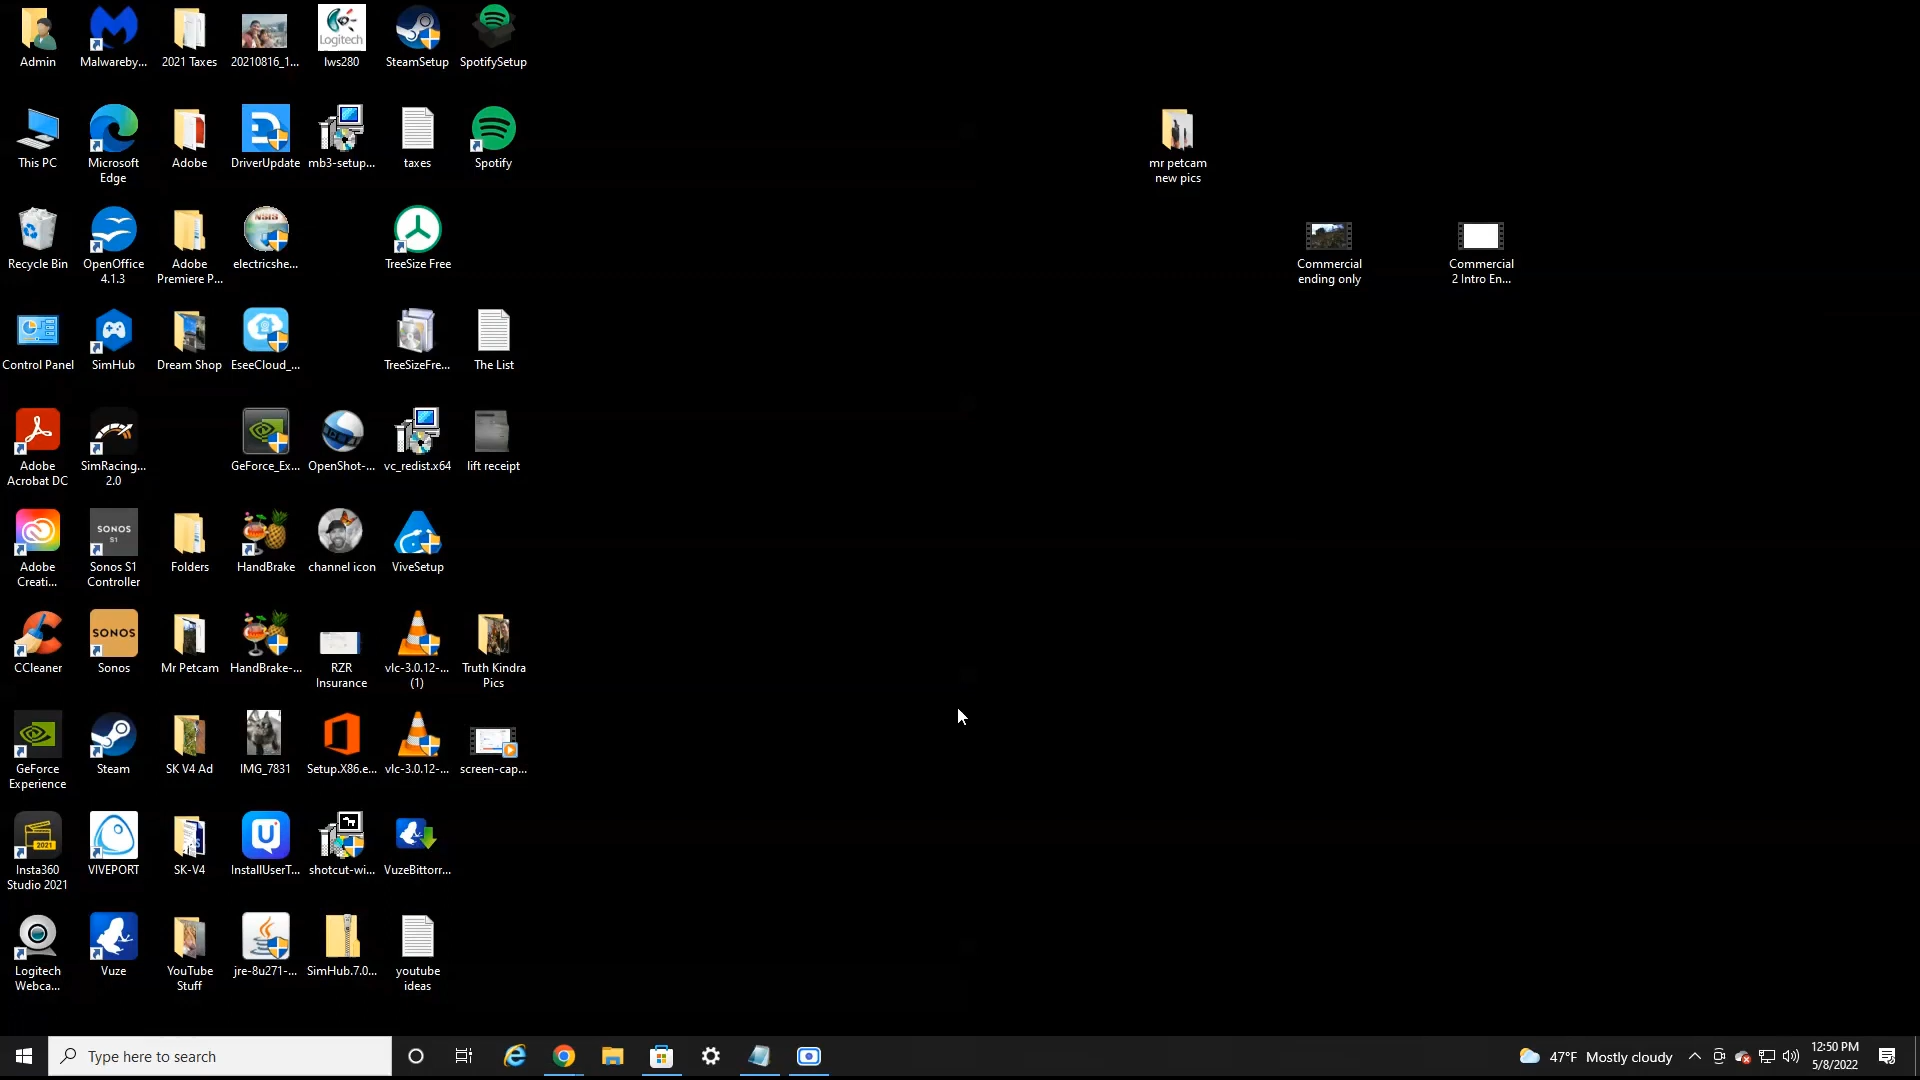 Admin
Malwareby...
2021 Taxes
20210816_1...
lws280
SteamSetup
SpotifySetup
Logitech
This PC
Microsoft
Edge
Adobe
DriverUpdate
mb3-setup...
taxes
Spotify
mr petcam
new pics
Recycle Bin
OpenOffice
4.1.3
Adobe
Premiere P...
electricshe...
TreeSize Free
Commercial
ending only
Commercial
2 Intro En...
Control Panel
SimHub
Dream Shop
EseeCloud_...
TreeSizeFre...
The List
Adobe
Acrobat DC
SimRacing...
2.0
GeForce_Ex...
OpenShot-...
vc_redist.x64
lift receipt
SONOS
S1
Adobe
Creati...
Sonos S1
Controller
Folders
HandBrake
channel icon
ViveSetup
SONOS
CCleaner
Sonos
Mr Petcam
HandBrake-...
RZR
Insurance
vlc-3.0.12-...
(1)
Truth Kindra
Pics
GeForce
Experience
Steam
SK V4 Ad
IMG_7831
Setup.X86.e...
vlc-3.0.12-...
screen-cap...
2021
Insta360
Studio 2021
VIVEPORT
SK-V4
InstallUserT...
shotcut-wi...
VuzeBittorr...
Logitech
Webca...
Vuze
YouTube
Stuff
jre-8u271-...
SimHub.7.0...
youtube
ideas
Type here to search
47°F Mostly cloudy
12:50 PM
5/8/2022